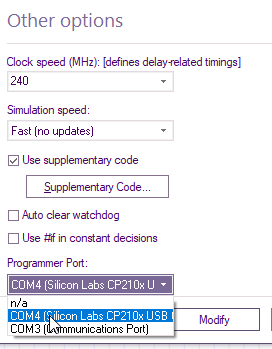 Other options
Clock speed (MHz): [defines delay-related timings]
240
Simulation speed:
Fast (no updates)
Use supplementary code
Supplementary Code...
Auto clear watchdog
Use #if in constant decisions
Programmer Port:
COM4 (Silicon Labs CP210x U
n/a
COM4 (Silicon Labs CP210x USB
COM3 (Communications Port)
Modify